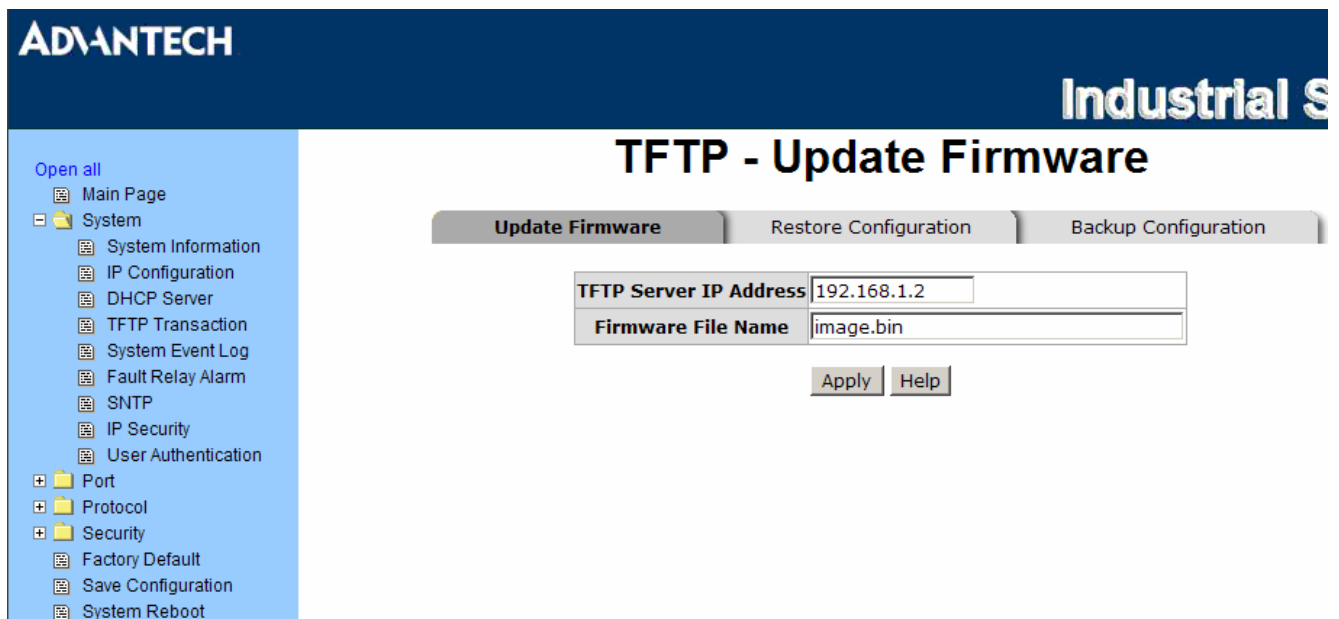 ADVANTECH
Industrial S
Open all
Main Page
System
System Information
IP Configuration
DHCP Server
TFTP Transaction
System Event Log
Fault Relay Alarm
SNTP
IP Security
User Authentication
Port
Protocol
Security
Factory Default
Save Configuration
System Reboot
TFTP - Update Firmware
Update Firmware Restore Configuration Backup Configuration
TFTP Server IP Address 192.168.1.2
Firmware File Name image.bin
Apply Help